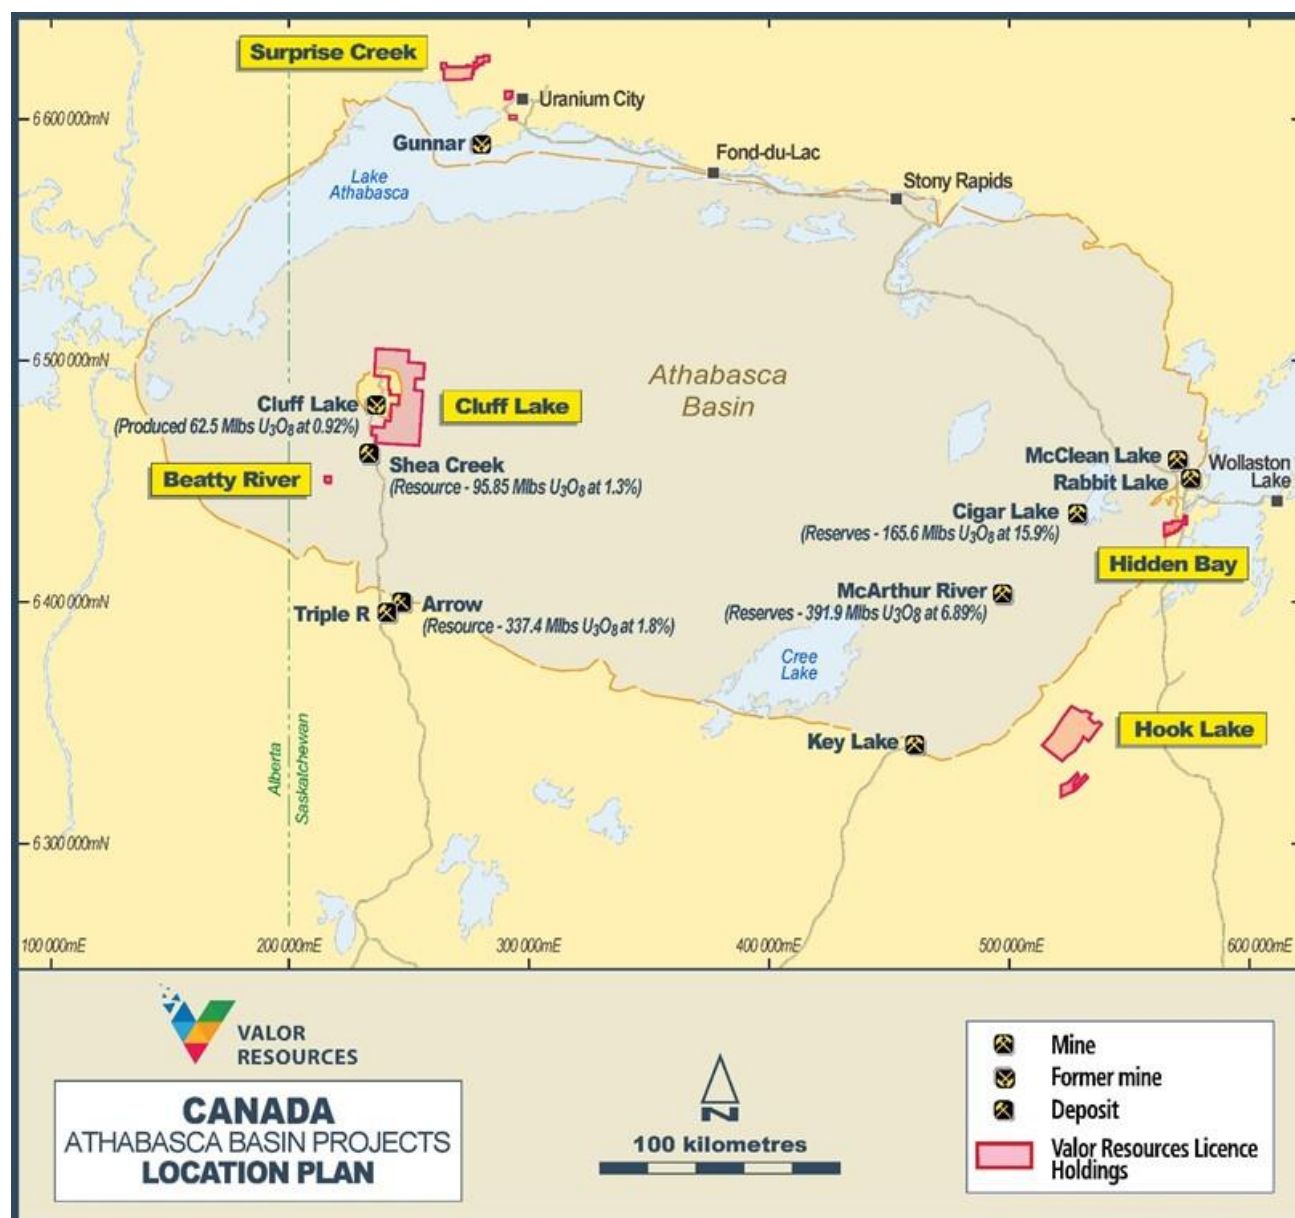 Surprise Creek
Uranium City
6 600 000mN
Gunnar
Fond-du-Lac
Lake
Athabasca
Stony Rapids
6 500 000mN
Athabasca
Basin
Cluff Lake
(Produced 62.5 Mlbs U₃O₈ at 0.92%)
Cluff Lake
Shea Creek
(Resource - 95.85 Mlbs U₃O₈ at 1.3%)
Beatty River
McClean Lake
Rabbit Lake
Wollaston
Lake
Cigar Lake
(Reserves - 165.6 Mlbs U₃O₈ at 15.9%)
Hidden Bay
McArthur River
(Reserves - 391.9 Mlbs U₃O₈ at 6.89%)
6 400 000mN
Triple R
Arrow
(Resource - 337.4 Mlbs U₃O₈ at 1.8%)
Cree
Lake
Key Lake
Hook Lake
Alberta
Saskatchewan
6 300 000mN
100 000mE
200 000mE
300 000mE
400 000mE
500 000mE
600 000mE
VALOR
RESOURCES
CANADA
ATHABASCA BASIN PROJECTS
LOCATION PLAN
N
100 kilometres
Mine
Former mine
Deposit
Valor Resources Licence
Holdings